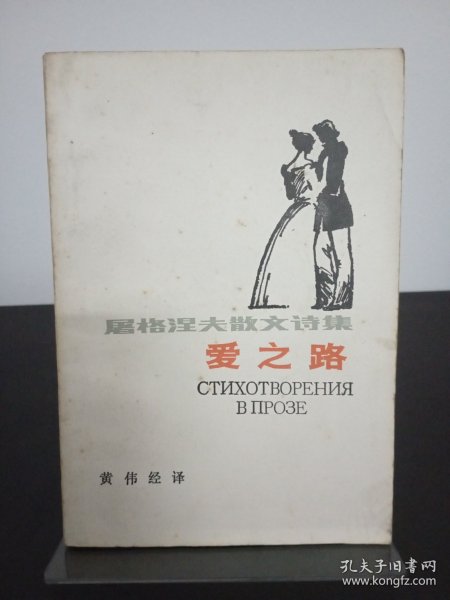 屠格涅夫散文诗集
爱之路
СТИХОТВОРЕНИЯ
В ПРОЗЕ
黄伟经译
孔夫子旧书网
www.kongfz.com